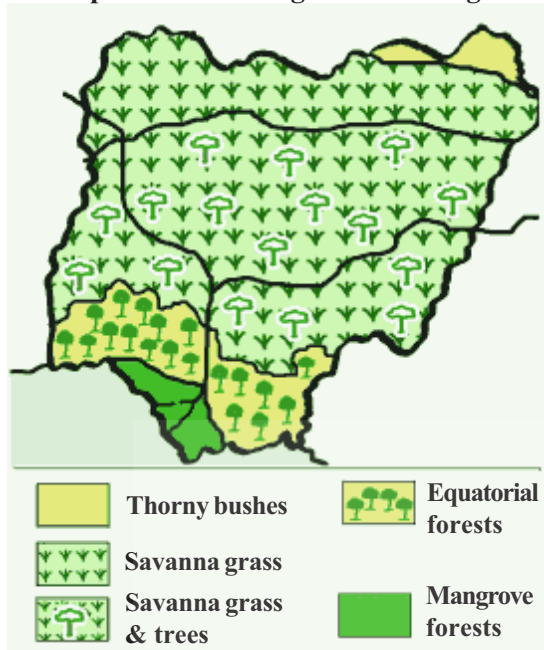 Thorny bushes
Equatorial
forests
Savanna grass
Savanna grass
& trees
Mangrove
forests